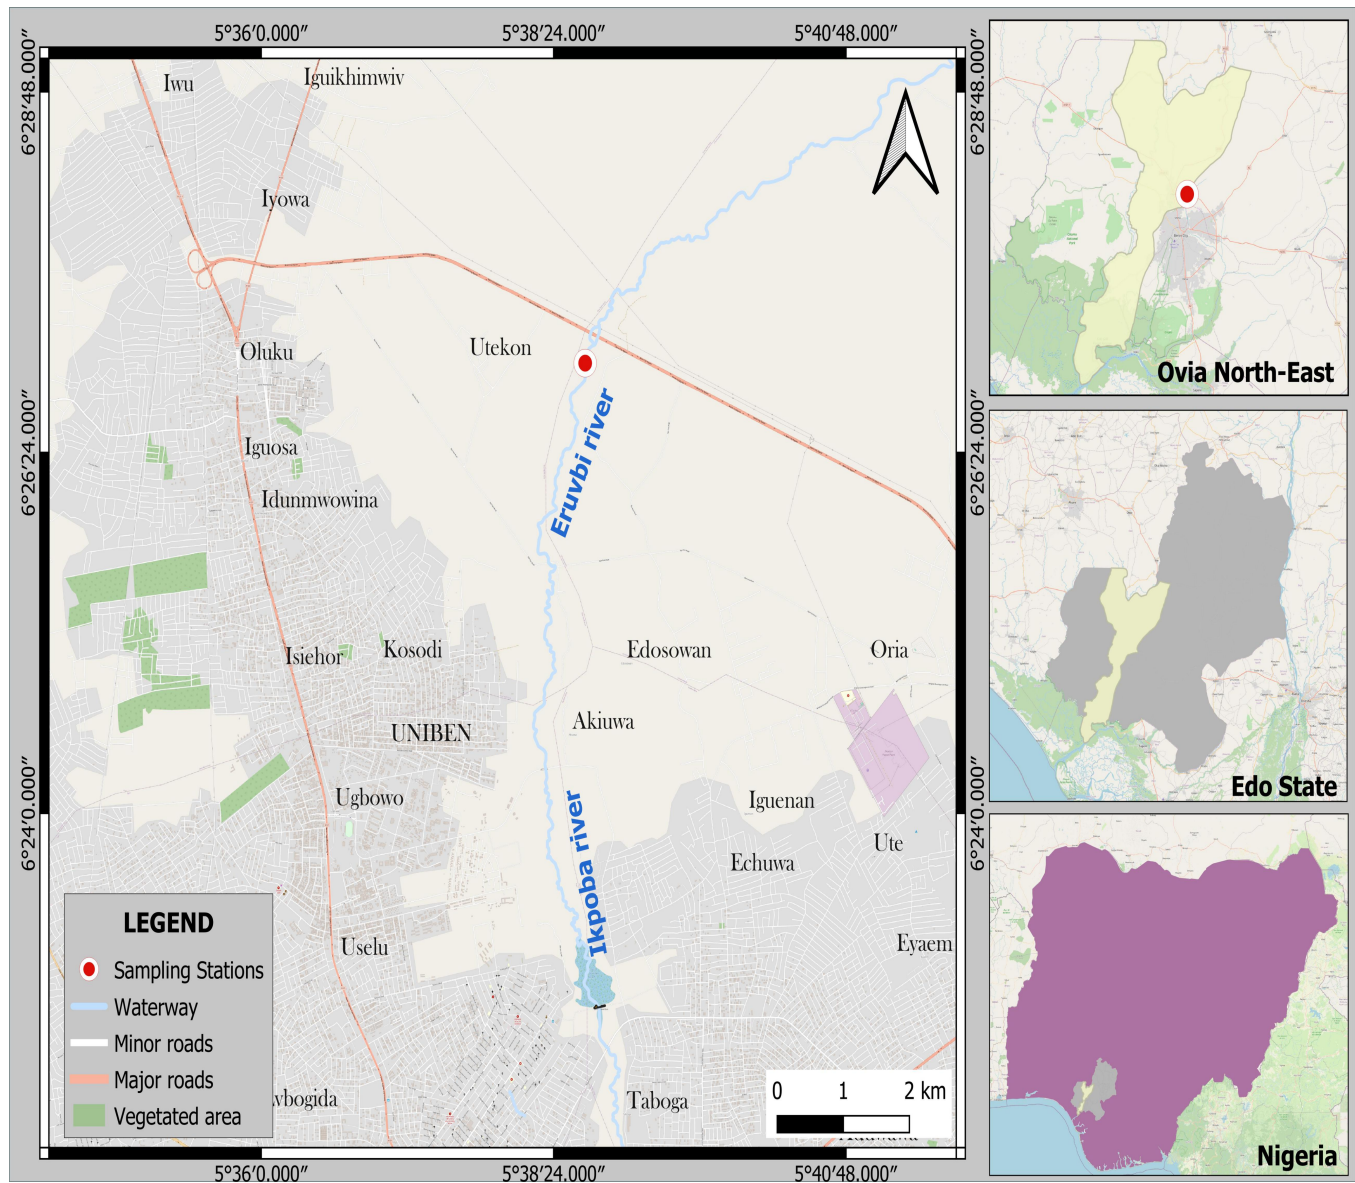 5°36′0.000″
5°38′24.000″
5°40′48.000″
6°28′48.000″
6°28′48.000″
Iwu
Iguikhimwiv
Iyowa
Oluku
Utekon
Ovia North-East
6°26′24.000″
6°26′24.000″
Eruvbi river
Iguosa
Idunmwowina
Isiehor
Kosodi
Edosowan
Oria
UNIBEN
Akiuwa
Ugbowo
Iguenan
Edo State
6°24′0.000″
6°24′0.000″
Ikpoba river
Ute
Echuwa
Uselu
Eyaem
LEGEND
Sampling Stations
Waterway
Minor roads
Major roads
Vegetated area
vbogida
Taboga
0 1 2 km
Nigeria
5°36′0.000″
5°38′24.000″
5°40′48.000″